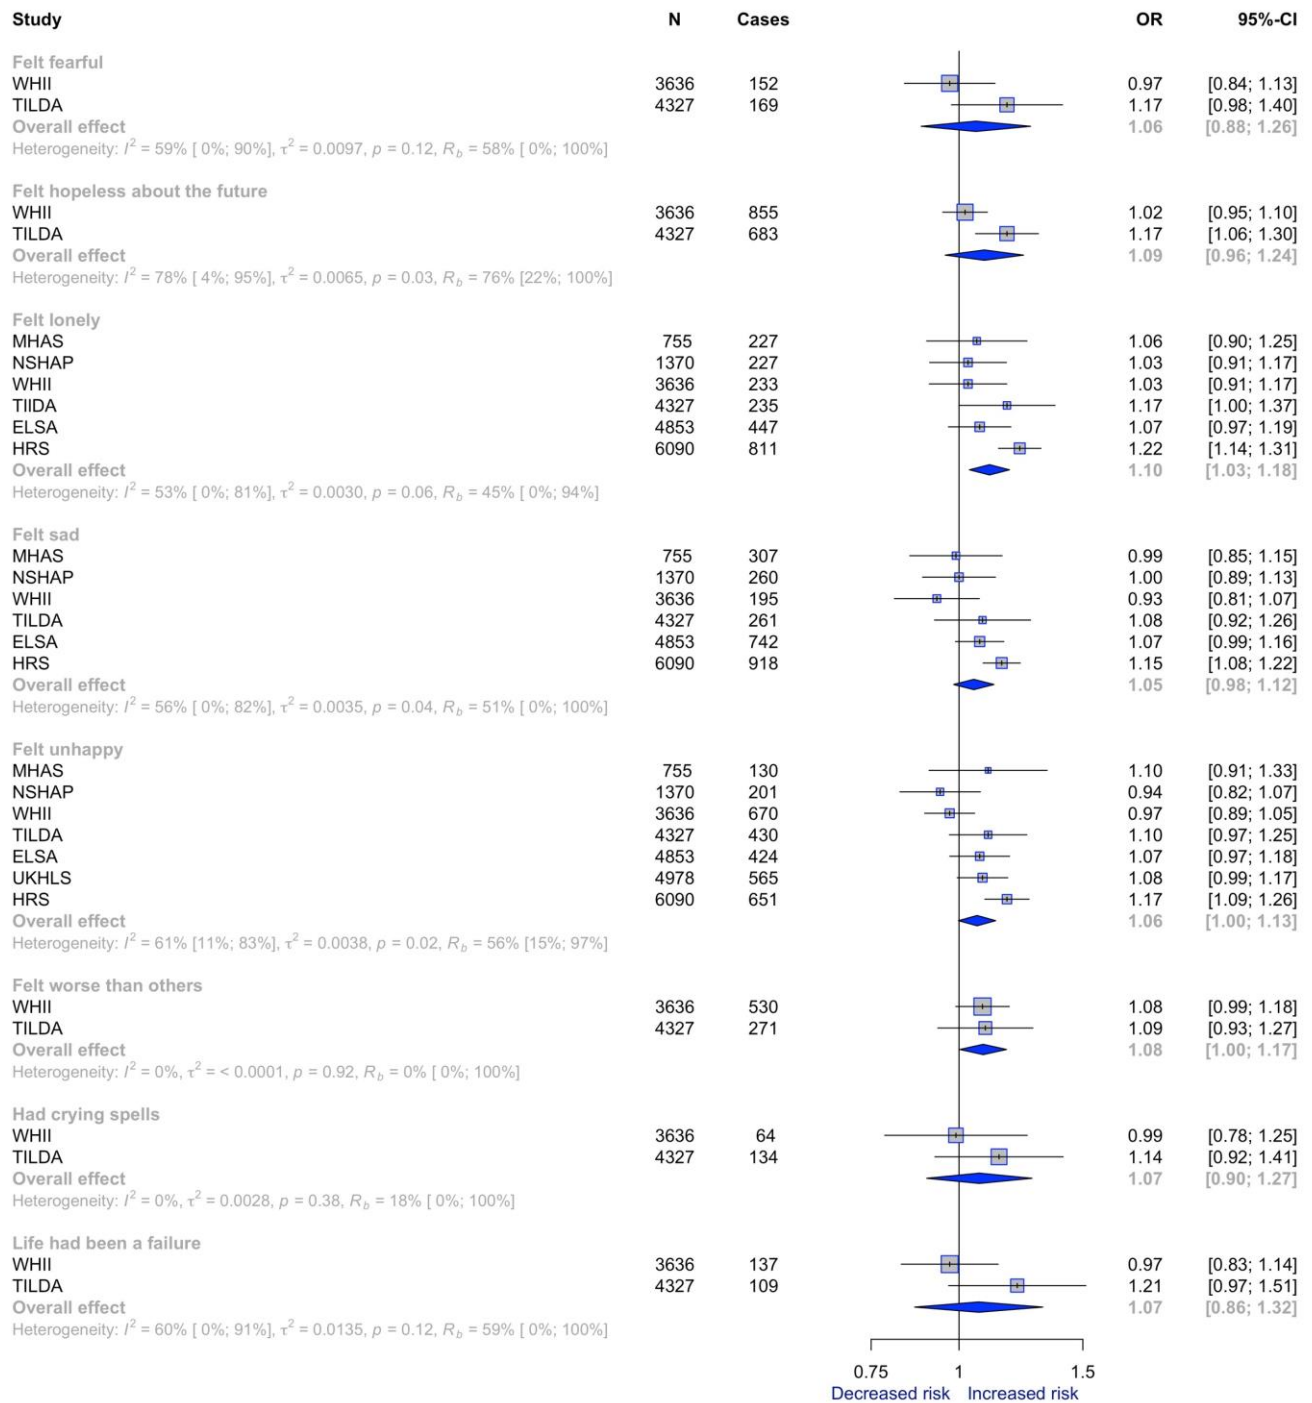 Study N Cases OR 95%-CI
Felt fearful
WHII 3636 152 0.97 [0.84; 1.13]
TILDA 4327 169 1.17 [0.98; 1.40]
Overall effect 1.06 [0.88; 1.26]
Heterogeneity: I² = 59% [ 0%; 90%], τ² = 0.0097, p = 0.12, R_b = 58% [ 0%; 100%]
Felt hopeless about the future
WHII 3636 855 1.02 [0.95; 1.10]
TILDA 4327 683 1.17 [1.06; 1.30]
Overall effect 1.09 [0.96; 1.24]
Heterogeneity: I² = 78% [ 4%; 95%], τ² = 0.0065, p = 0.03, R_b = 76% [22%; 100%]
Felt lonely
MHAS 755 227 1.06 [0.90; 1.25]
NSHAP 1370 227 1.03 [0.91; 1.17]
WHII 3636 233 1.03 [0.91; 1.17]
TIIDA 4327 235 1.17 [1.00; 1.37]
ELSA 4853 447 1.07 [0.97; 1.19]
HRS 6090 811 1.22 [1.14; 1.31]
Overall effect 1.10 [1.03; 1.18]
Heterogeneity: I² = 53% [ 0%; 81%], τ² = 0.0030, p = 0.06, R_b = 45% [ 0%; 94%]
Felt sad
MHAS 755 307 0.99 [0.85; 1.15]
NSHAP 1370 260 1.00 [0.89; 1.13]
WHII 3636 195 0.93 [0.81; 1.07]
TILDA 4327 261 1.08 [0.92; 1.26]
ELSA 4853 742 1.07 [0.99; 1.16]
HRS 6090 918 1.15 [1.08; 1.22]
Overall effect 1.05 [0.98; 1.12]
Heterogeneity: I² = 56% [ 0%; 82%], τ² = 0.0035, p = 0.04, R_b = 51% [ 0%; 100%]
Felt unhappy
MHAS 755 130 1.10 [0.91; 1.33]
NSHAP 1370 201 0.94 [0.82; 1.07]
WHII 3636 670 0.97 [0.89; 1.05]
TILDA 4327 430 1.10 [0.97; 1.25]
ELSA 4853 424 1.07 [0.97; 1.18]
UKHLS 4978 565 1.08 [0.99; 1.17]
HRS 6090 651 1.17 [1.09; 1.26]
Overall effect 1.06 [1.00; 1.13]
Heterogeneity: I² = 61% [11%; 83%], τ² = 0.0038, p = 0.02, R_b = 56% [15%; 97%]
Felt worse than others
WHII 3636 530 1.08 [0.99; 1.18]
TILDA 4327 271 1.09 [0.93; 1.27]
Overall effect 1.08 [1.00; 1.17]
Heterogeneity: I² = 0%, τ² = < 0.0001, p = 0.92, R_b = 0% [ 0%; 100%]
Had crying spells
WHII 3636 64 0.99 [0.78; 1.25]
TILDA 4327 134 1.14 [0.92; 1.41]
Overall effect 1.07 [0.90; 1.27]
Heterogeneity: I² = 0%, τ² = 0.0028, p = 0.38, R_b = 18% [ 0%; 100%]
Life had been a failure
WHII 3636 137 0.97 [0.83; 1.14]
TILDA 4327 109 1.21 [0.97; 1.51]
Overall effect 1.07 [0.86; 1.32]
Heterogeneity: I² = 60% [ 0%; 91%], τ² = 0.0135, p = 0.12, R_b = 59% [ 0%; 100%]
0.75 1 1.5
Decreased risk Increased risk